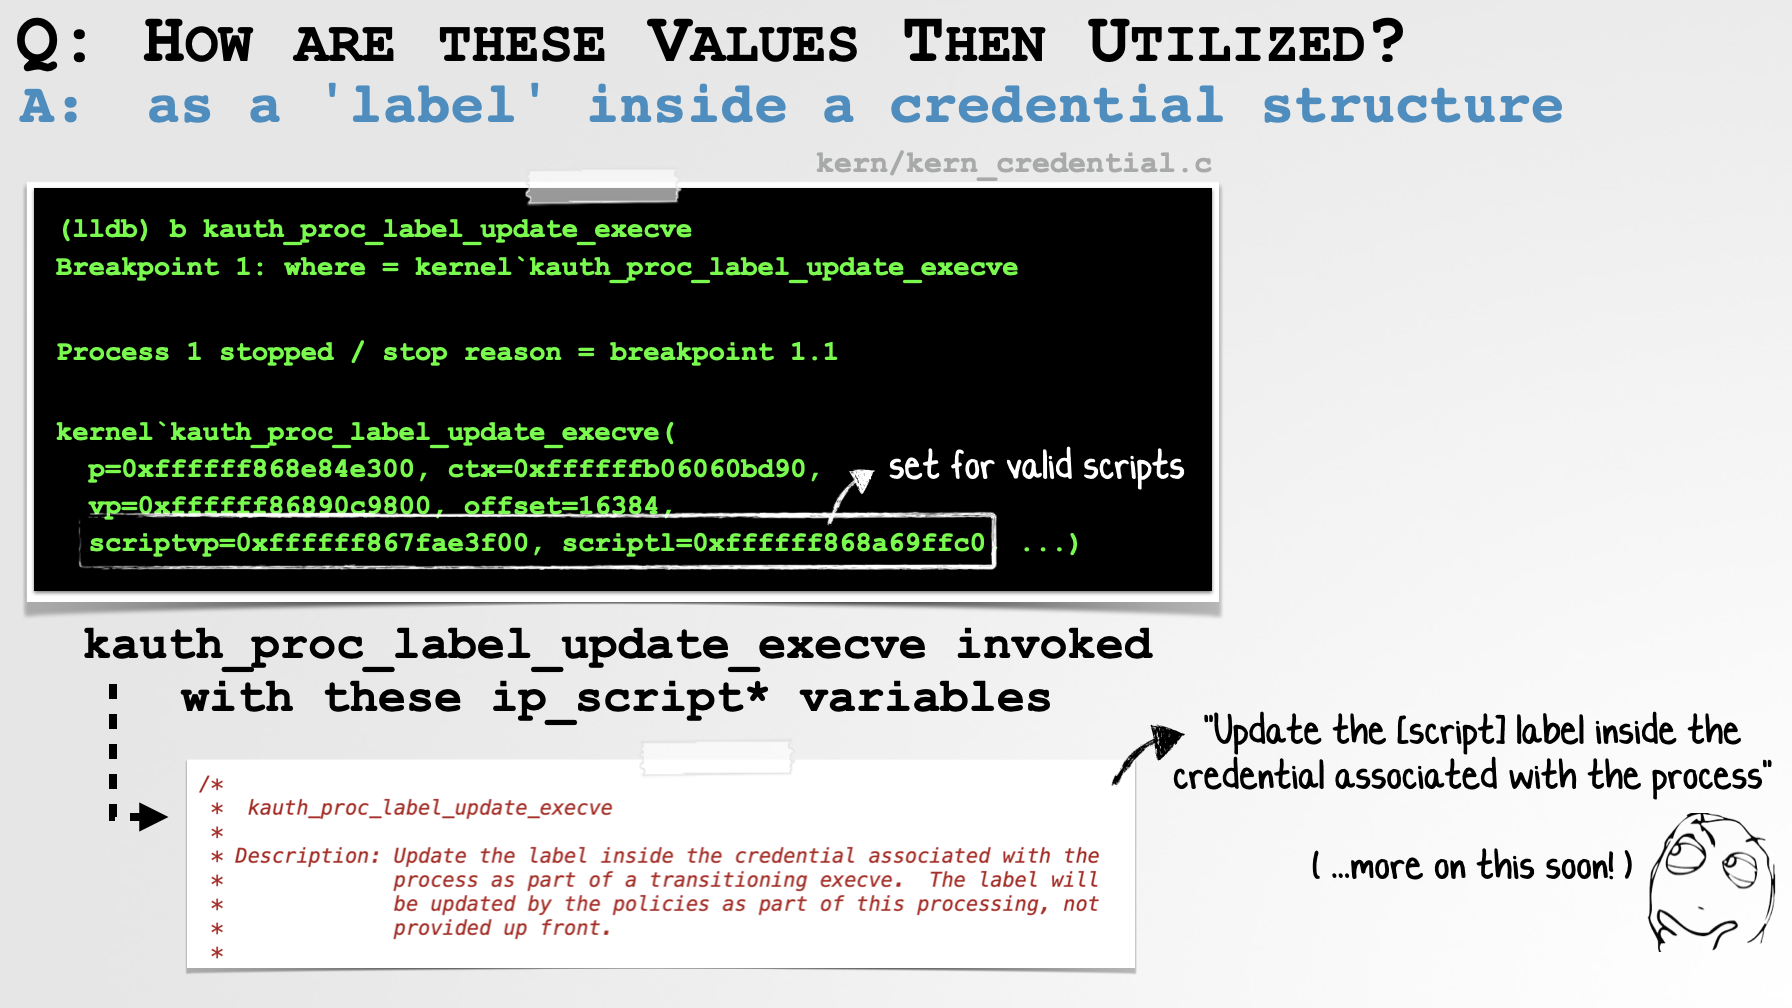 Q: How are these Values Then Utilized?
A: as a 'label' inside a credential structure
kern/kern_credential.c
(lldb) b kauth_proc_label_update_execve
Breakpoint 1: where = kernel`kauth_proc_label_update_execve
Process 1 stopped / stop reason = breakpoint 1.1
kernel`kauth_proc_label_update_execve(
p=0xffffff868e84e300, ctx=0xffffffb06060bd90,
set for valid scripts
vp=0xffffff86890c9800, offset=16384,
scriptvp=0xffffff867fae3f00, scriptl=0xffffff868a69ffc0 ...)
kauth_proc_label_update_execve invoked
with these ip_script* variables
"Update the [script] label inside the
credential associated with the process"
( ...more on this soon! )
/*
* kauth_proc_label_update_execve
*
* Description: Update the label inside the credential associated with the
* process as part of a transitioning execve. The label will
* be updated by the policies as part of this processing, not
* provided up front.
*